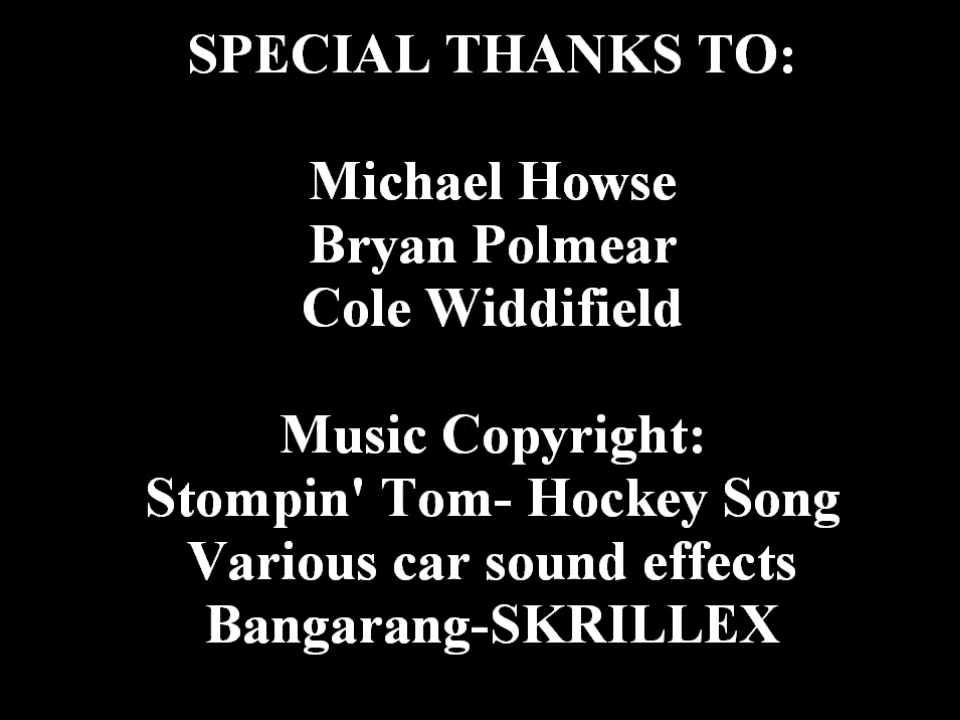 SPECIAL THANKS TO:
Michael Howse
Bryan Polmear
Cole Widdifield
Music Copyright:
Stompin' Tom- Hockey Song
Various car sound effects
Bangarang-SKRILLEX